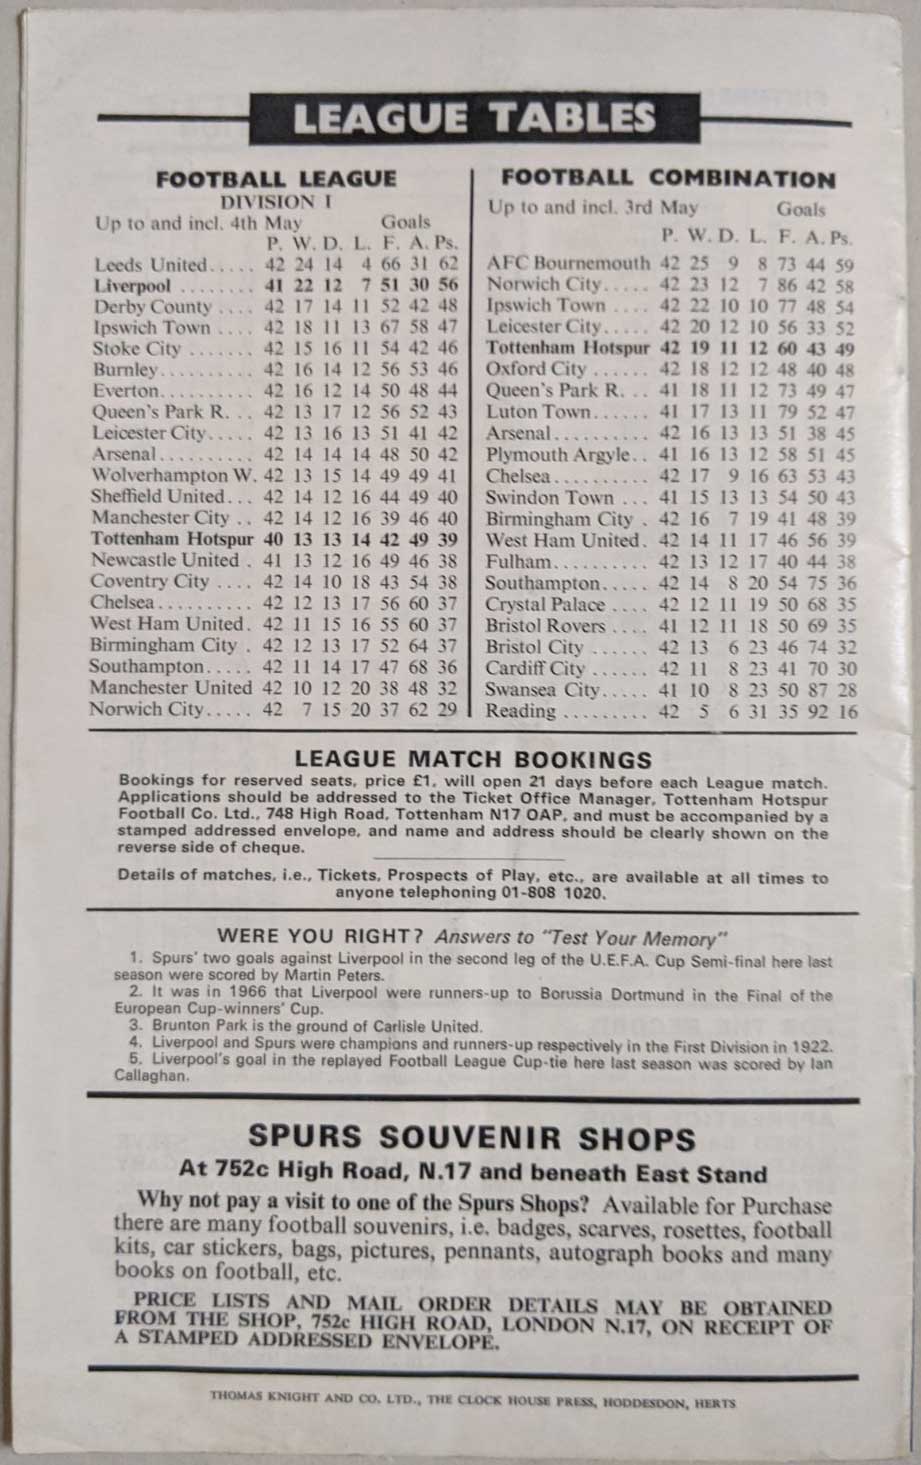 LEAGUE TABLES
FOOTBALL LEAGUE
DIVISION I
Up to and incl. 4th May Goals
P. W. D. L. F. A. Ps.
Leeds United..... 42 24 14 4 66 31 62
Liverpool ........ 41 22 12 7 51 30 56
Derby County .... 42 17 14 11 52 42 48
Ipswich Town .... 42 18 11 13 67 58 47
Stoke City ....... 42 15 16 11 54 42 46
Burnley.......... 42 16 14 12 56 53 46
Everton.......... 42 16 12 14 50 48 44
Queen's Park R. .. 42 13 17 12 56 52 43
Leicester City..... 42 13 16 13 51 41 42
Arsenal.......... 42 14 14 14 48 50 42
Wolverhampton W. 42 13 15 14 49 49 41
Sheffield United... 42 14 12 16 44 49 40
Manchester City .. 42 14 12 16 39 46 40
Tottenham Hotspur 40 13 13 14 42 49 39
Newcastle United . 41 13 12 16 49 46 38
Coventry City .... 42 14 10 18 43 54 38
Chelsea.......... 42 12 13 17 56 60 37
West Ham United. 42 11 15 16 55 60 37
Birmingham City . 42 12 13 17 52 64 37
Southampton..... 42 11 14 17 47 68 36
Manchester United 42 10 12 20 38 48 32
Norwich City..... 42 7 15 20 37 62 29
FOOTBALL COMBINATION
Up to and incl. 3rd May Goals
P. W. D. L. F. A. Ps.
AFC Bournemouth 42 25 9 8 73 44 59
Norwich City..... 42 23 12 7 86 42 58
Ipswich Town .... 42 22 10 10 77 48 54
Leicester City..... 42 20 12 10 56 33 52
Tottenham Hotspur 42 19 11 12 60 43 49
Oxford City ...... 42 18 12 12 48 40 48
Queen's Park R. .. 41 18 11 12 73 49 47
Luton Town...... 41 17 13 11 79 52 47
Arsenal.......... 42 16 13 13 51 38 45
Plymouth Argyle.. 41 16 13 12 58 51 45
Chelsea.......... 42 17 9 16 63 53 43
Swindon Town ... 41 15 13 13 54 50 43
Birmingham City . 42 16 7 19 41 48 39
West Ham United. 42 14 11 17 46 56 39
Fulham.......... 42 13 12 17 40 44 38
Southampton..... 42 14 8 20 54 75 36
Crystal Palace .... 42 12 11 19 50 68 35
Bristol Rovers .... 41 12 11 18 50 69 35
Bristol City ...... 42 13 6 23 46 74 32
Cardiff City ...... 42 11 8 23 41 70 30
Swansea City..... 41 10 8 23 50 87 28
Reading ......... 42 5 6 31 35 92 16
LEAGUE MATCH BOOKINGS
Bookings for reserved seats, price £1, will open 21 days before each League match.
Applications should be addressed to the Ticket Office Manager, Tottenham Hotspur
Football Co. Ltd., 748 High Road, Tottenham N17 OAP, and must be accompanied by a
stamped addressed envelope, and name and address should be clearly shown on the
reverse side of cheque.
Details of matches, i.e., Tickets, Prospects of Play, etc., are available at all times to
anyone telephoning 01-808 1020.
WERE YOU RIGHT? Answers to "Test Your Memory"
1. Spurs' two goals against Liverpool in the second leg of the U.E.F.A. Cup Semi-final here last
season were scored by Martin Peters.
2. It was in 1966 that Liverpool were runners-up to Borussia Dortmund in the Final of the
European Cup-winners' Cup.
3. Brunton Park is the ground of Carlisle United.
4. Liverpool and Spurs were champions and runners-up respectively in the First Division in 1922.
5. Liverpool's goal in the replayed Football League Cup-tie here last season was scored by Ian
Callaghan.
SPURS SOUVENIR SHOPS
At 752c High Road, N.17 and beneath East Stand
Why not pay a visit to one of the Spurs Shops? Available for Purchase
there are many football souvenirs, i.e. badges, scarves, rosettes, football
kits, car stickers, bags, pictures, pennants, autograph books and many
books on football, etc.
PRICE LISTS AND MAIL ORDER DETAILS MAY BE OBTAINED
FROM THE SHOP, 752c HIGH ROAD, LONDON N.17, ON RECEIPT OF
A STAMPED ADDRESSED ENVELOPE.
THOMAS KNIGHT AND CO. LTD., THE CLOCK HOUSE PRESS, HODDESDON, HERTS